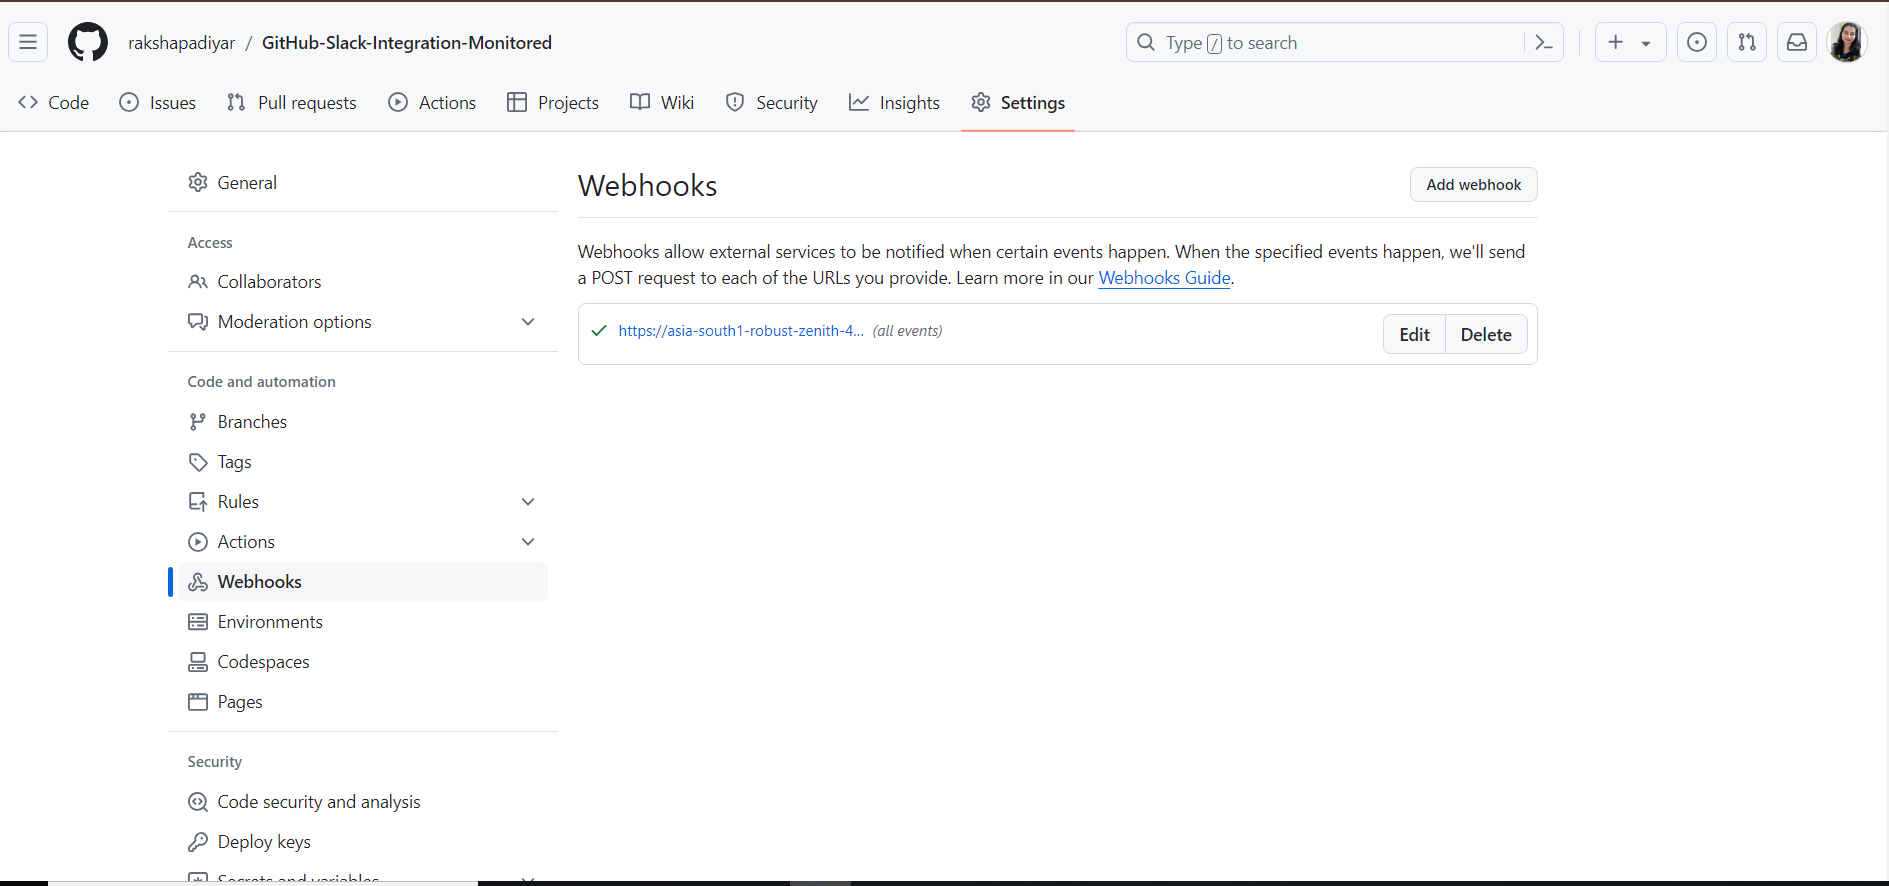 rakshapadiyar / GitHub-Slack-Integration-Monitored
Type / to search
Code Issues Pull requests Actions Projects Wiki Security Insights Settings
General
Access
Collaborators
Moderation options
Code and automation
Branches
Tags
Rules
Actions
Webhooks
Environments
Codespaces
Pages
Security
Code security and analysis
Deploy keys
Secrets and variables
Webhooks
Add webhook
Webhooks allow external services to be notified when certain events happen. When the specified events happen, we'll send
a POST request to each of the URLs you provide. Learn more in our Webhooks Guide.
https://asia-south1-robust-zenith-4... (all events)
Edit Delete